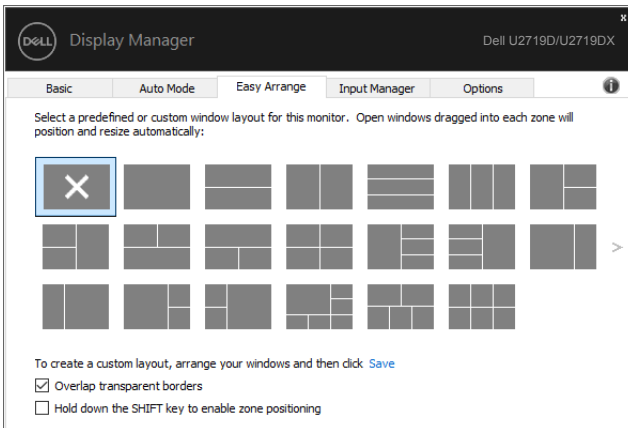 x
DELL
Display Manager
Dell U2719D/U2719DX
Basic
Auto Mode
Easy Arrange
Input Manager
Options
Select a predefined or custom window layout for this monitor. Open windows dragged into each zone will
position and resize automatically:
To create a custom layout, arrange your windows and then click Save
Overlap transparent borders
Hold down the SHIFT key to enable zone positioning